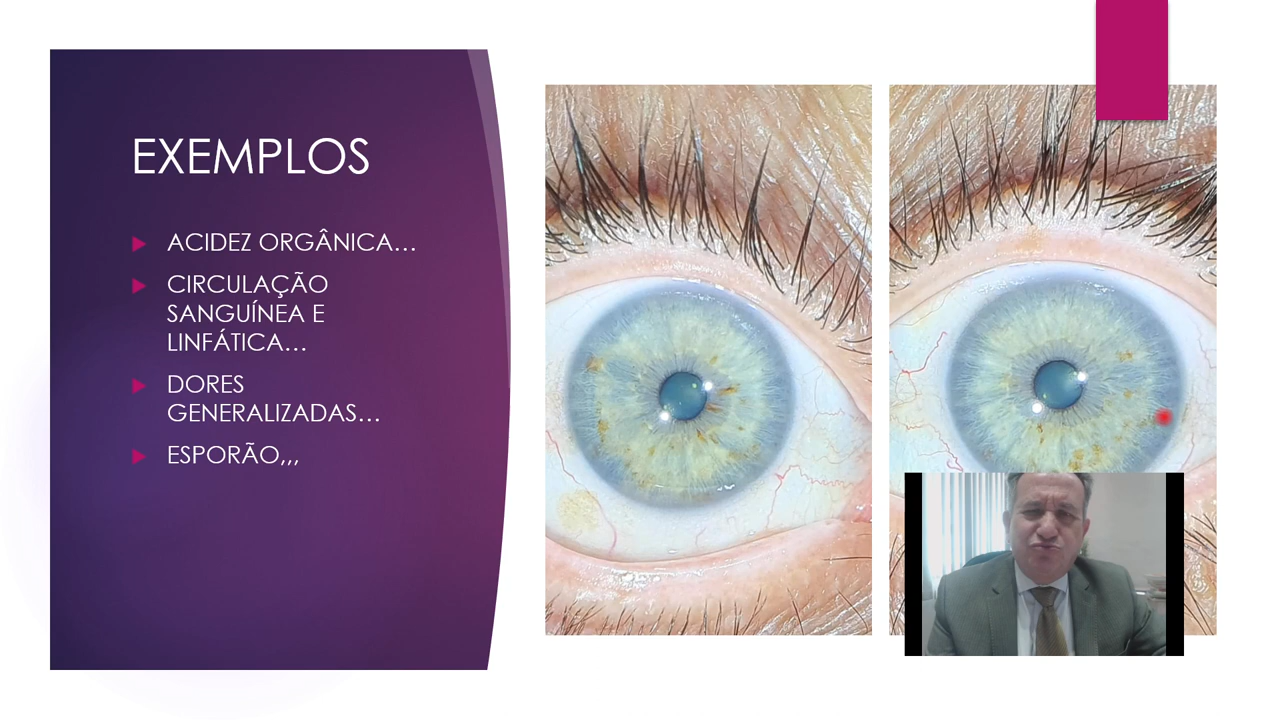 EXEMPLOS
ACIDEZ ORGÂNICA…
CIRCULAÇÃO
SANGUÍNEA E
LINFÁTICA…
DORES
GENERALIZADAS…
ESPORÃO,,,